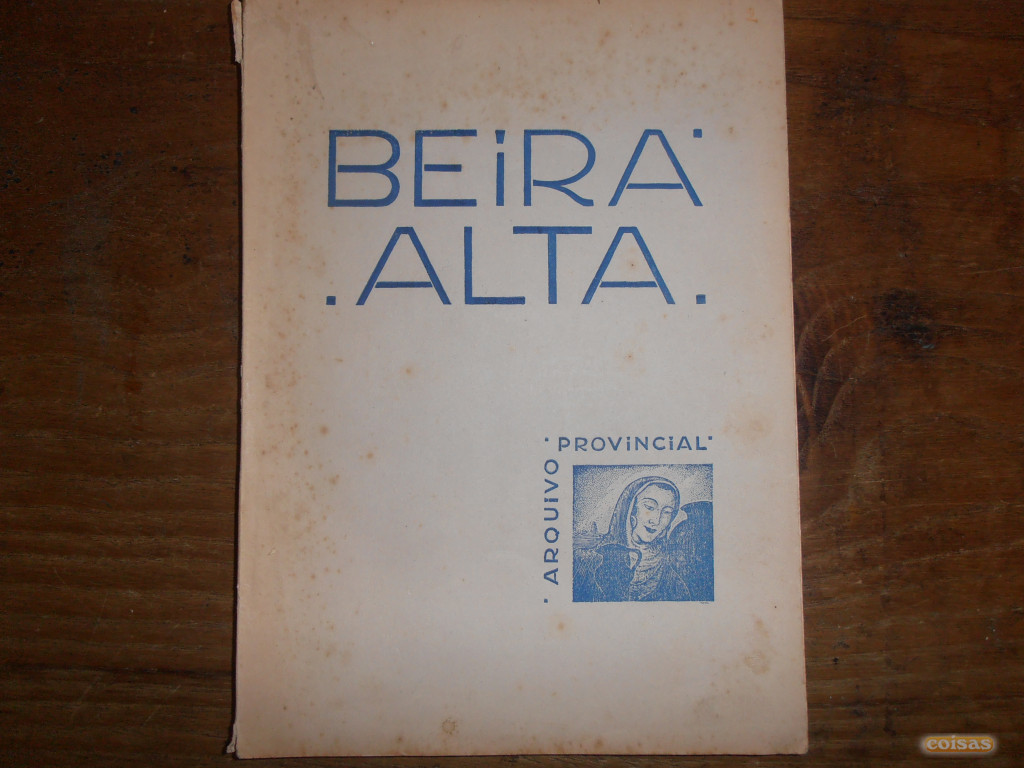 BEiRA
.ALTA.
PROViNCiAL
ARQUiVO
coisas